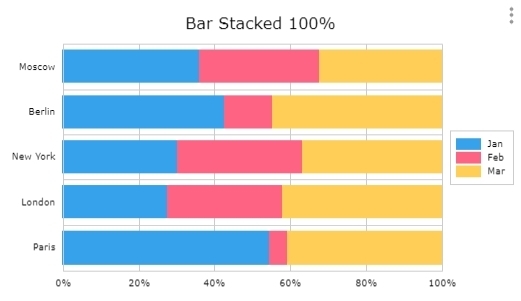 Bar Stacked 100%
Moscow
Berlin
New York
London
Paris
0% 20% 40% 60% 80% 100%
Jan
Feb
Mar